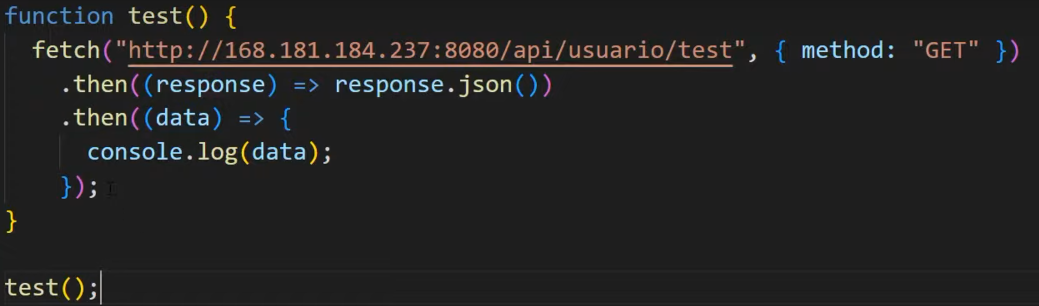 function test() {
  fetch("http://168.181.184.237:8080/api/usuario/test", { method: "GET" })
    .then((response) => response.json())
    .then((data) => {
      console.log(data);
    });
}
test();